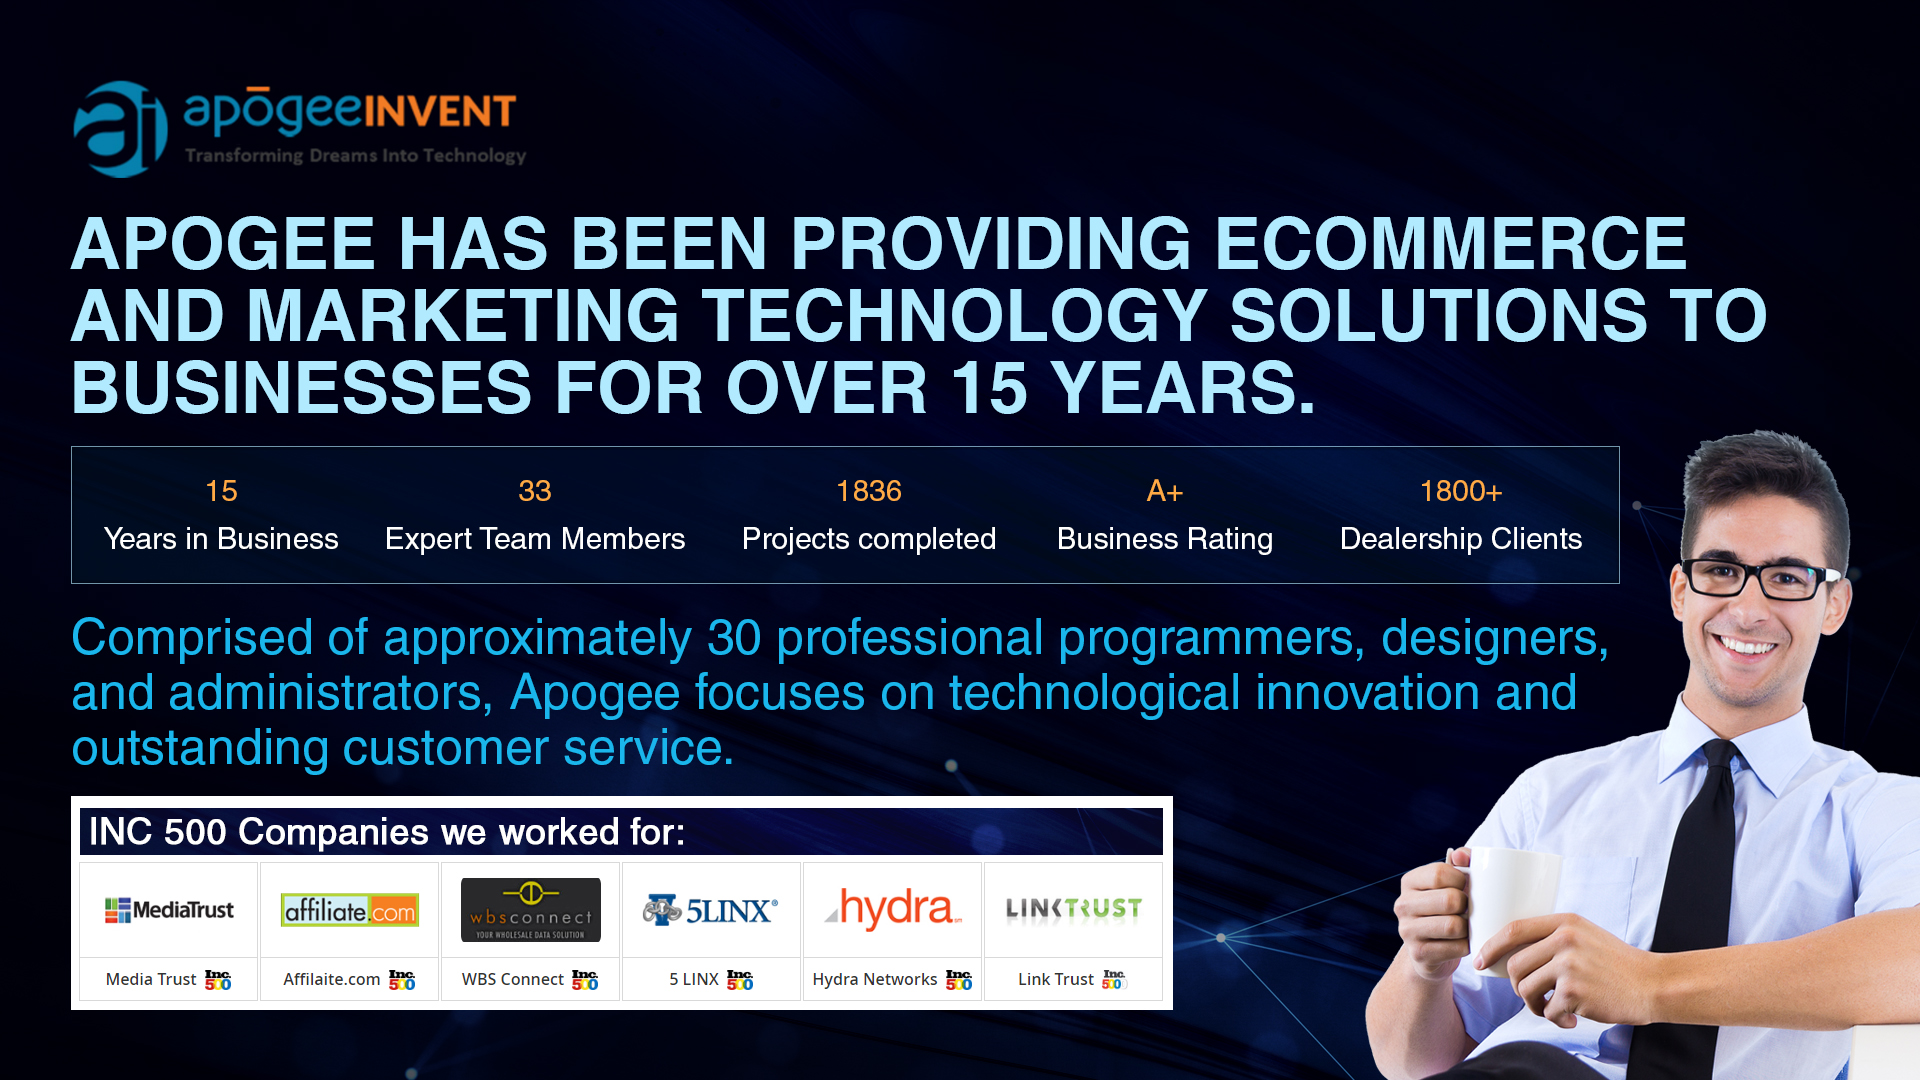 ai apōgeeINVENT
Transforming Dreams Into Technology
APOGEE HAS BEEN PROVIDING ECOMMERCE
AND MARKETING TECHNOLOGY SOLUTIONS TO
BUSINESSES FOR OVER 15 YEARS.
15 33 1836 A+ 1800+
Years in Business Expert Team Members Projects completed Business Rating Dealership Clients
Comprised of approximately 30 professional programmers, designers,
and administrators, Apogee focuses on technological innovation and
outstanding customer service.
INC 500 Companies we worked for:
MediaTrust affiliate.com wbsconnect 5LINX® hydra sm LINKTRUST
YOUR WHOLESALE DATA SOLUTION
Media Trust Inc. 500 Affilaite.com Inc. 500 WBS Connect Inc. 500 5 LINX Inc. 500 Hydra Networks Inc. 500 Link Trust Inc. 500